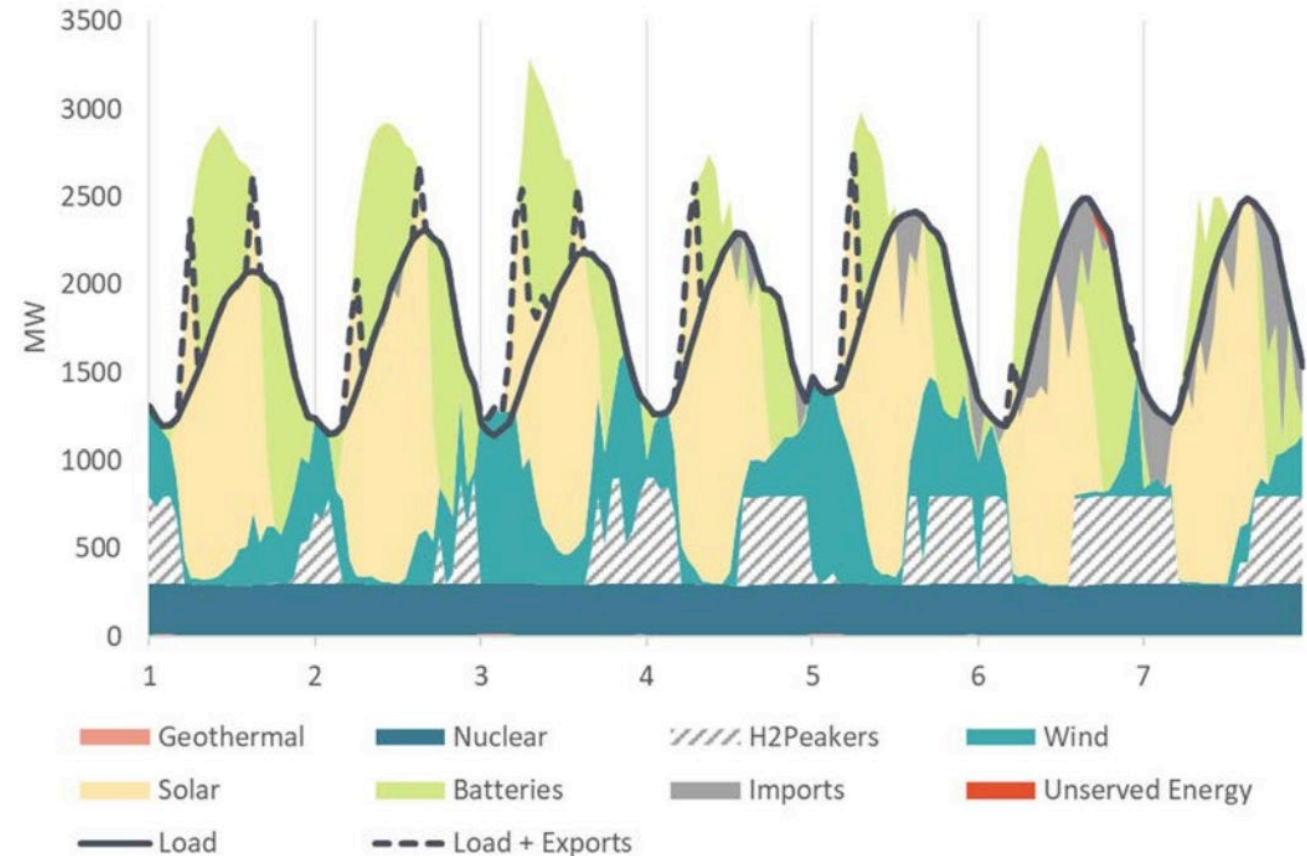 3500
3000
2500
2000
1500
1000
500
0
MW
1 2 3 4 5 6 7
Geothermal Nuclear H2Peakers Wind
Solar Batteries Imports Unserved Energy
Load Load + Exports